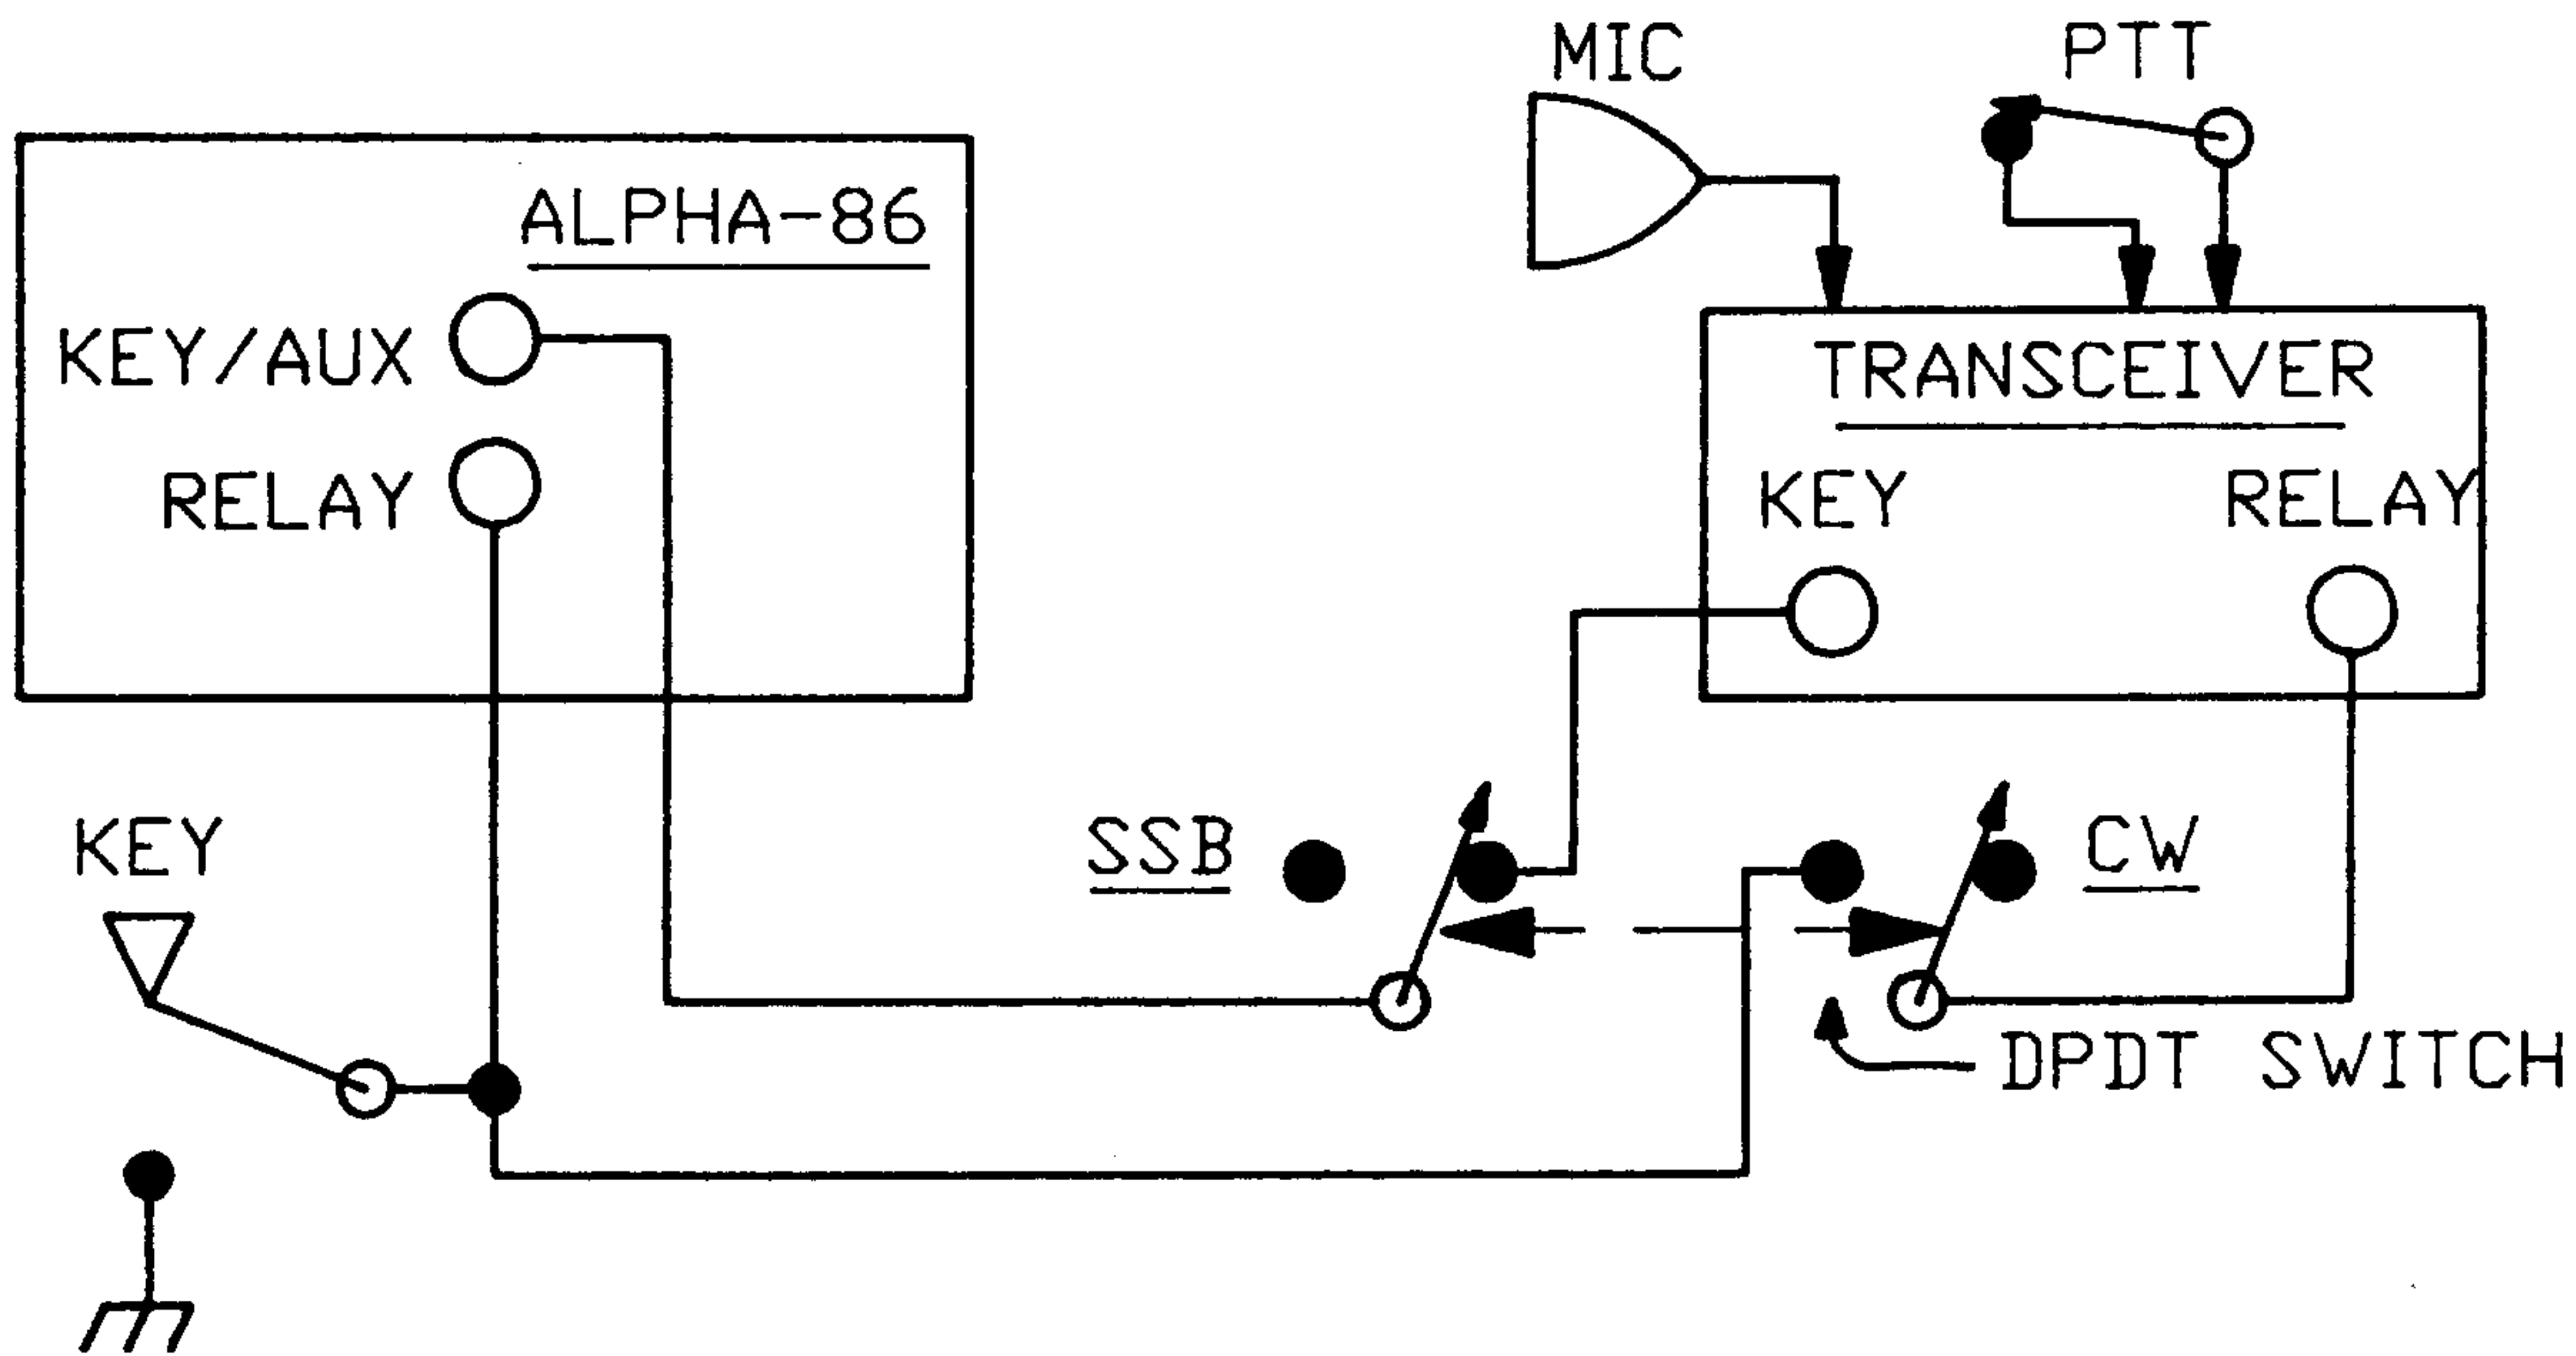 MIC
PTT
ALPHA-86
KEY/AUX
RELAY
TRANSCEIVER
KEY
RELAY
KEY
SSB
CW
DPDT SWITCH